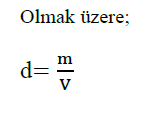 Olmak üzere;
d= m/v